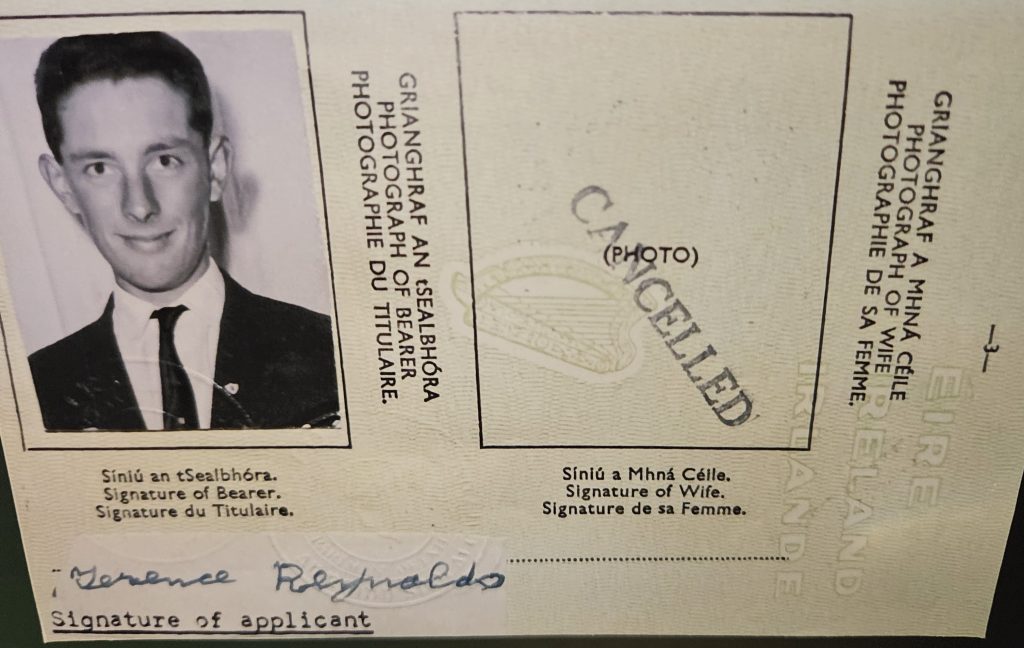 GRIANGHRAF AN tSEALBHÓRA
PHOTOGRAPH OF BEARER
PHOTOGRAPHIE DU TITULAIRE.
Síniú an tSealbhóra.
Signature of Bearer.
Signature du Titulaire.
Terence Reynolds
Signature of applicant
(PHOTO)
CANCELLED
GRIANGHRAF A MHNÁ CÉILE
PHOTOGRAPH OF WIFE
PHOTOGRAPHIE DE SA FEMME.
Síniú a Mhná Céile.
Signature of Wife.
Signature de sa Femme.
—3—
ÉIRE
IRELAND
IRLANDE